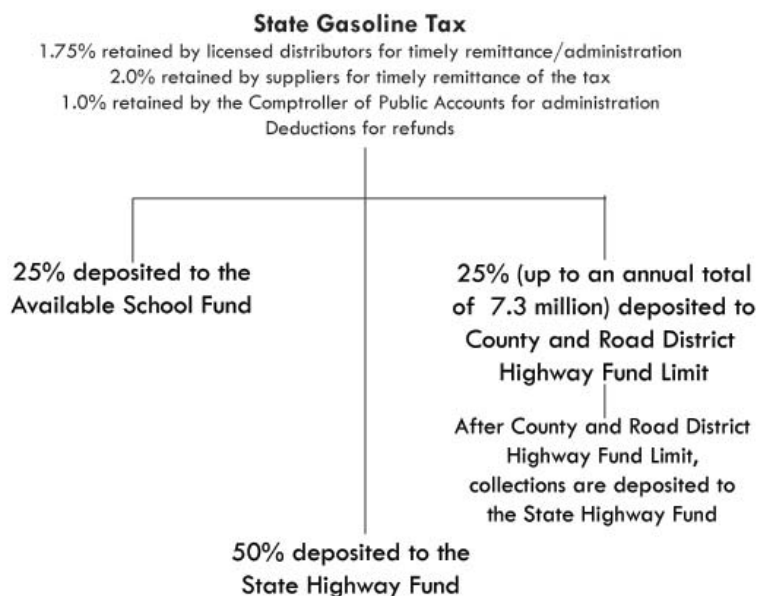 State Gasoline Tax
1.75% retained by licensed distributors for timely remittance/administration
2.0% retained by suppliers for timely remittance of the tax
1.0% retained by the Comptroller of Public Accounts for administration
Deductions for refunds
25% deposited to the
Available School Fund
25% (up to an annual total
of 7.3 million) deposited to
County and Road District
Highway Fund Limit
After County and Road District
Highway Fund Limit,
collections are deposited to
the State Highway Fund
50% deposited to the
State Highway Fund